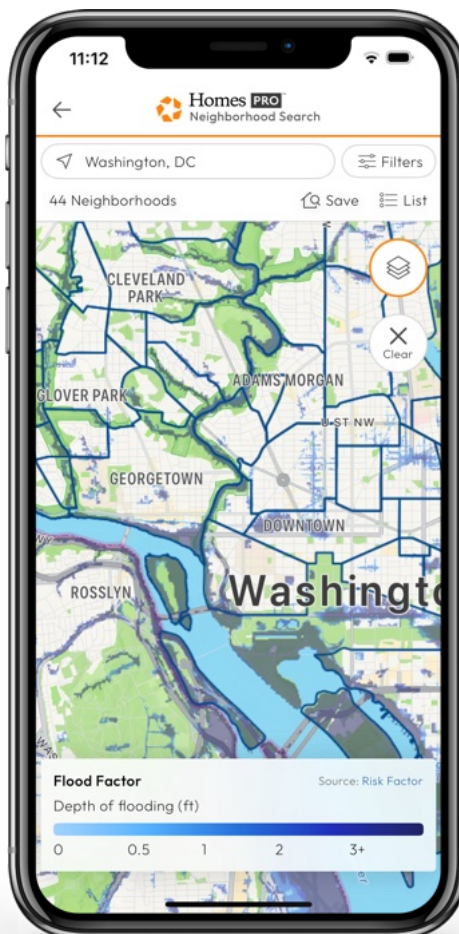 11:12
Homes PRO™
Neighborhood Search
Washington, DC
Filters
44 Neighborhoods
Save
List
CLEVELAND
PARK
Clear
GLOVER PARK
ADAMS MORGAN
U ST NW
GEORGETOWN
DOWNTOWN
ROSSLYN
Washingto
Flood Factor
Source: Risk Factor
Depth of flooding (ft)
0 0.5 1 2 3+